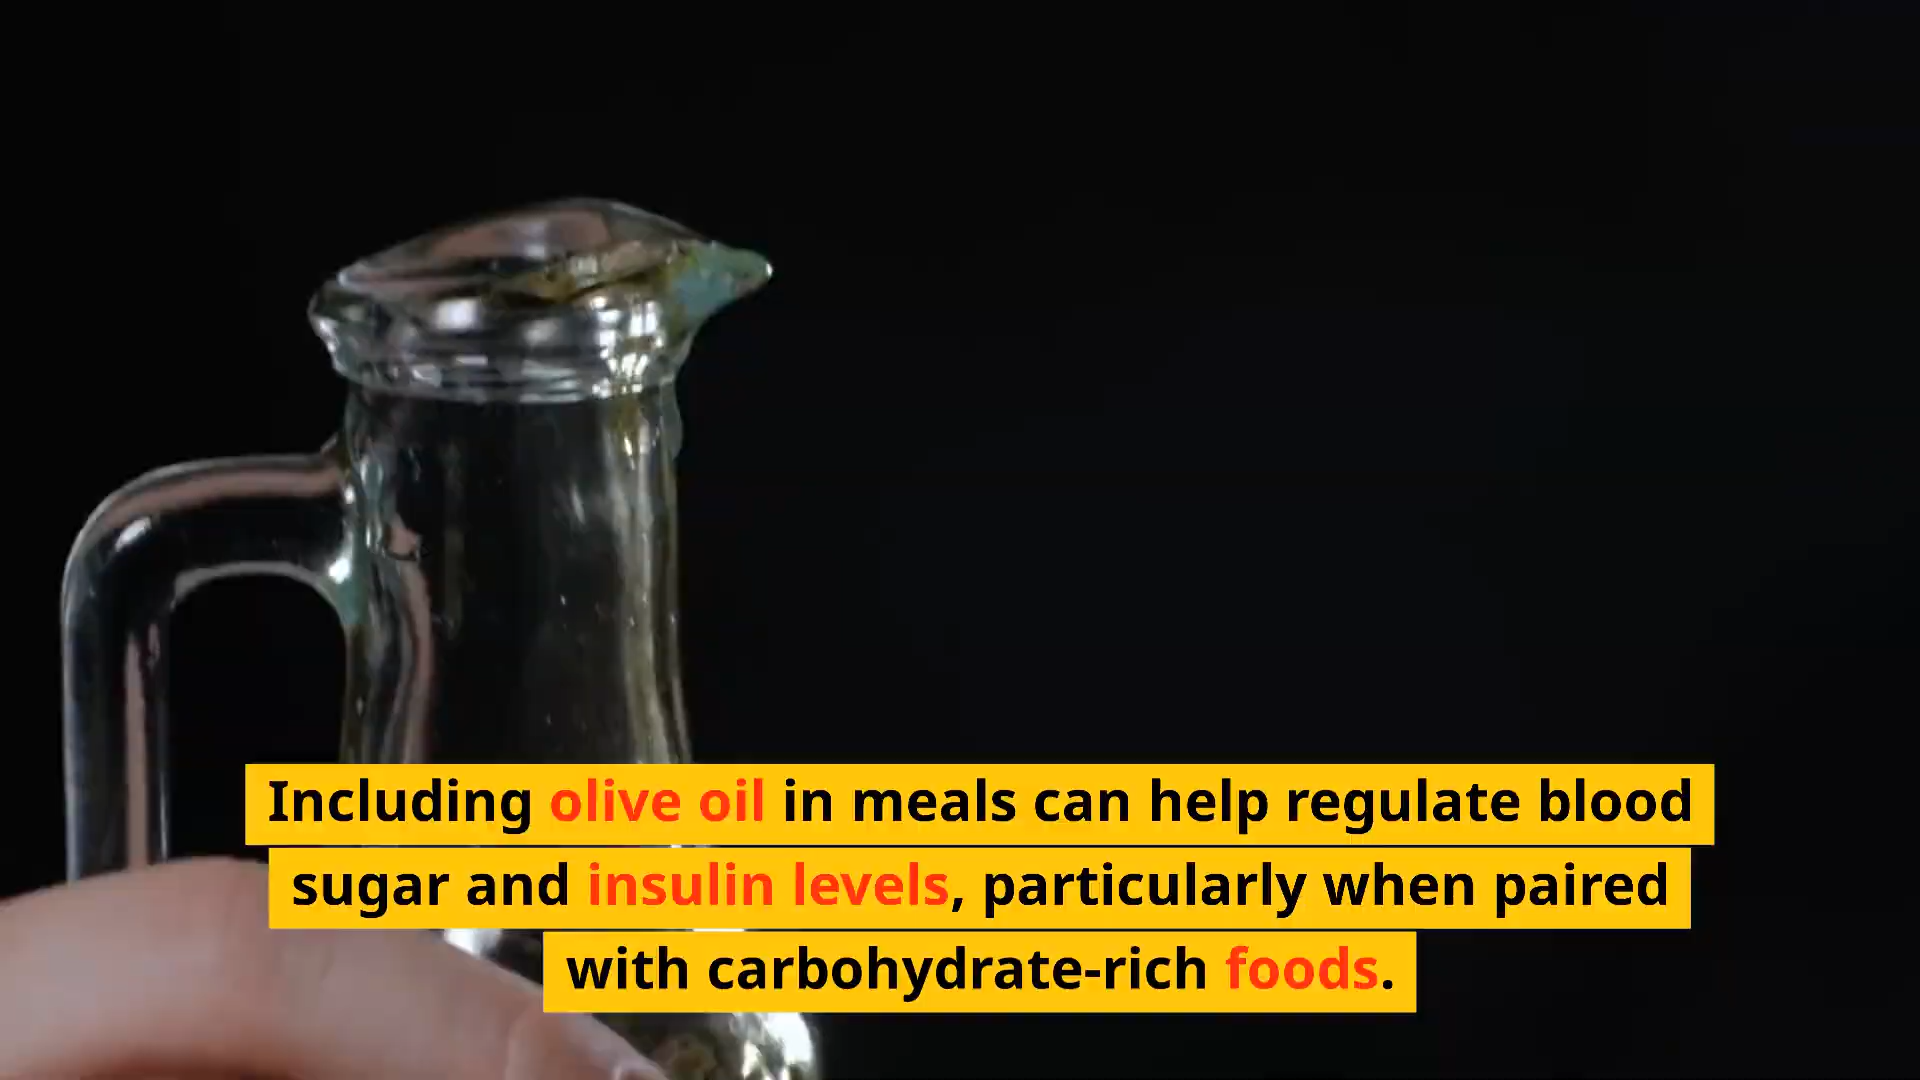 Including olive oil in meals can help regulate blood
sugar and insulin levels, particularly when paired
with carbohydrate-rich foods.